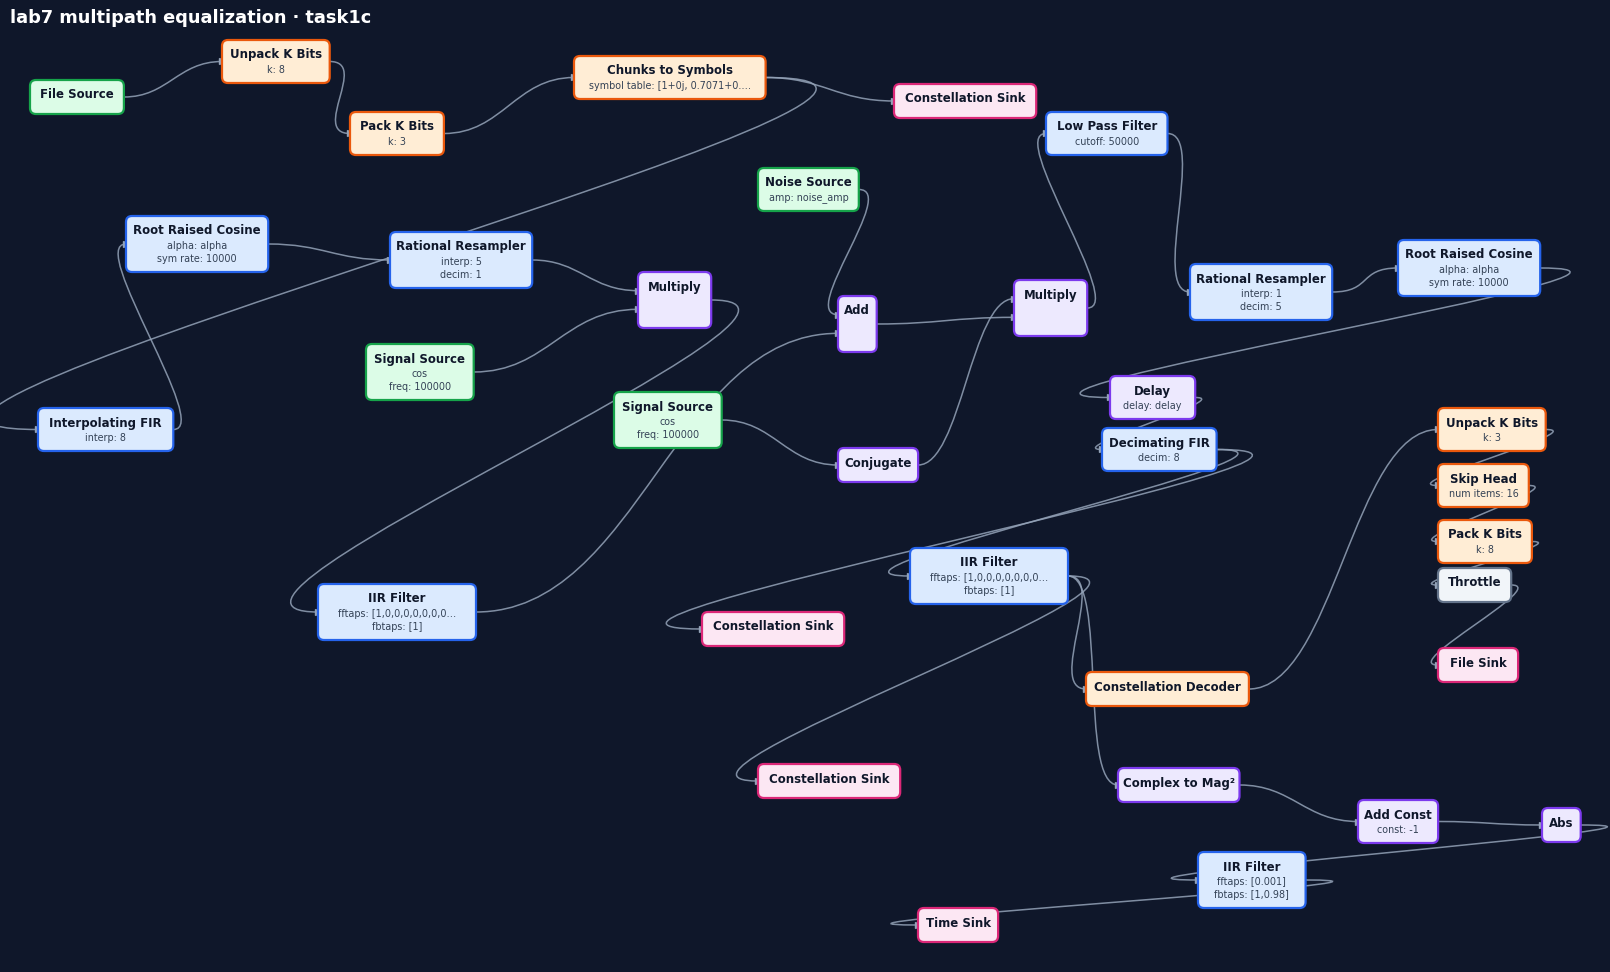 lab7 multipath equalization · task1c
File Source
Unpack K Bits
k: 8
Pack K Bits
k: 3
Chunks to Symbols
symbol table: [1+0j, 0.7071+0.…
Constellation Sink
Low Pass Filter
cutoff: 50000
Noise Source
amp: noise_amp
Root Raised Cosine
alpha: alpha
sym rate: 10000
Rational Resampler
interp: 5
decim: 1
Multiply
Add
Multiply
Rational Resampler
interp: 1
decim: 5
Root Raised Cosine
alpha: alpha
sym rate: 10000
Signal Source
cos
freq: 100000
Signal Source
cos
freq: 100000
Interpolating FIR
interp: 8
Conjugate
Delay
delay: delay
Decimating FIR
decim: 8
Unpack K Bits
k: 3
Skip Head
num items: 16
Pack K Bits
k: 8
Throttle
File Sink
IIR Filter
fftaps: [1,0,0,0,0,0,0,0…
fbtaps: [1]
IIR Filter
fftaps: [1,0,0,0,0,0,0,0…
fbtaps: [1]
Constellation Sink
Constellation Decoder
Constellation Sink
Complex to Mag²
Add Const
const: -1
Abs
IIR Filter
fftaps: [0.001]
fbtaps: [1,0.98]
Time Sink